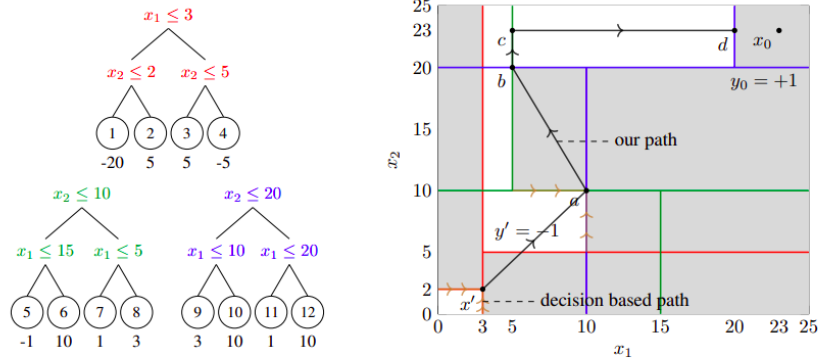 x₁ ≤ 3
x₂ ≤ 2 x₂ ≤ 5
1 2 3 4
-20 5 5 -5
x₂ ≤ 10 x₂ ≤ 20
x₁ ≤ 15 x₁ ≤ 5 x₁ ≤ 10 x₁ ≤ 20
5 6 7 8 9 10 11 12
-1 10 1 3 3 10 1 10
25
23
20
15
10
5
2
0
x₂
c
d
x₀
b
y₀ = +1
our path
a
y′ = −1
x′
decision based path
0 3 5 10 15 20 23 25
x₁